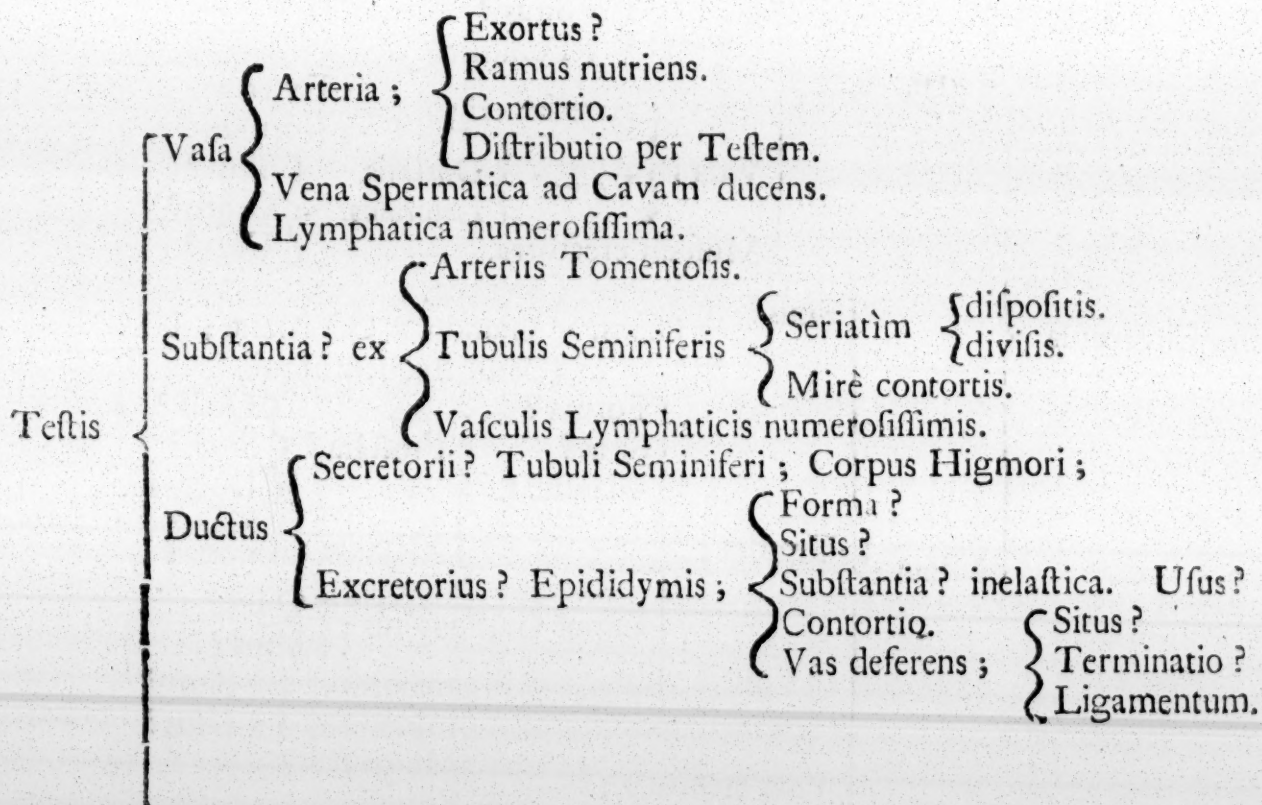 Exortus ?
Arteria ; Ramus nutriens.
Contortio.
Vaſa Diſtributio per Teſtem.
Vena Spermatica ad Cavam ducens.
Lymphatica numeroſiſſima.
Arteriis Tomentoſis.
Subſtantia ? ex Tubulis Seminiferis Seriatìm diſpoſitis.
diviſis.
Mirè contortis.
Vaſculis Lymphaticis numeroſiſſimis.
Teſtis
Secretorii ? Tubuli Seminiferi ; Corpus Higmori ;
Ductus Forma ?
Situs ?
Excretorius ? Epididymis ; Subſtantia ? inelaſtica. Uſus ?
Contortio.
Vas deferens ; Situs ?
Terminatio ?
Ligamentum.